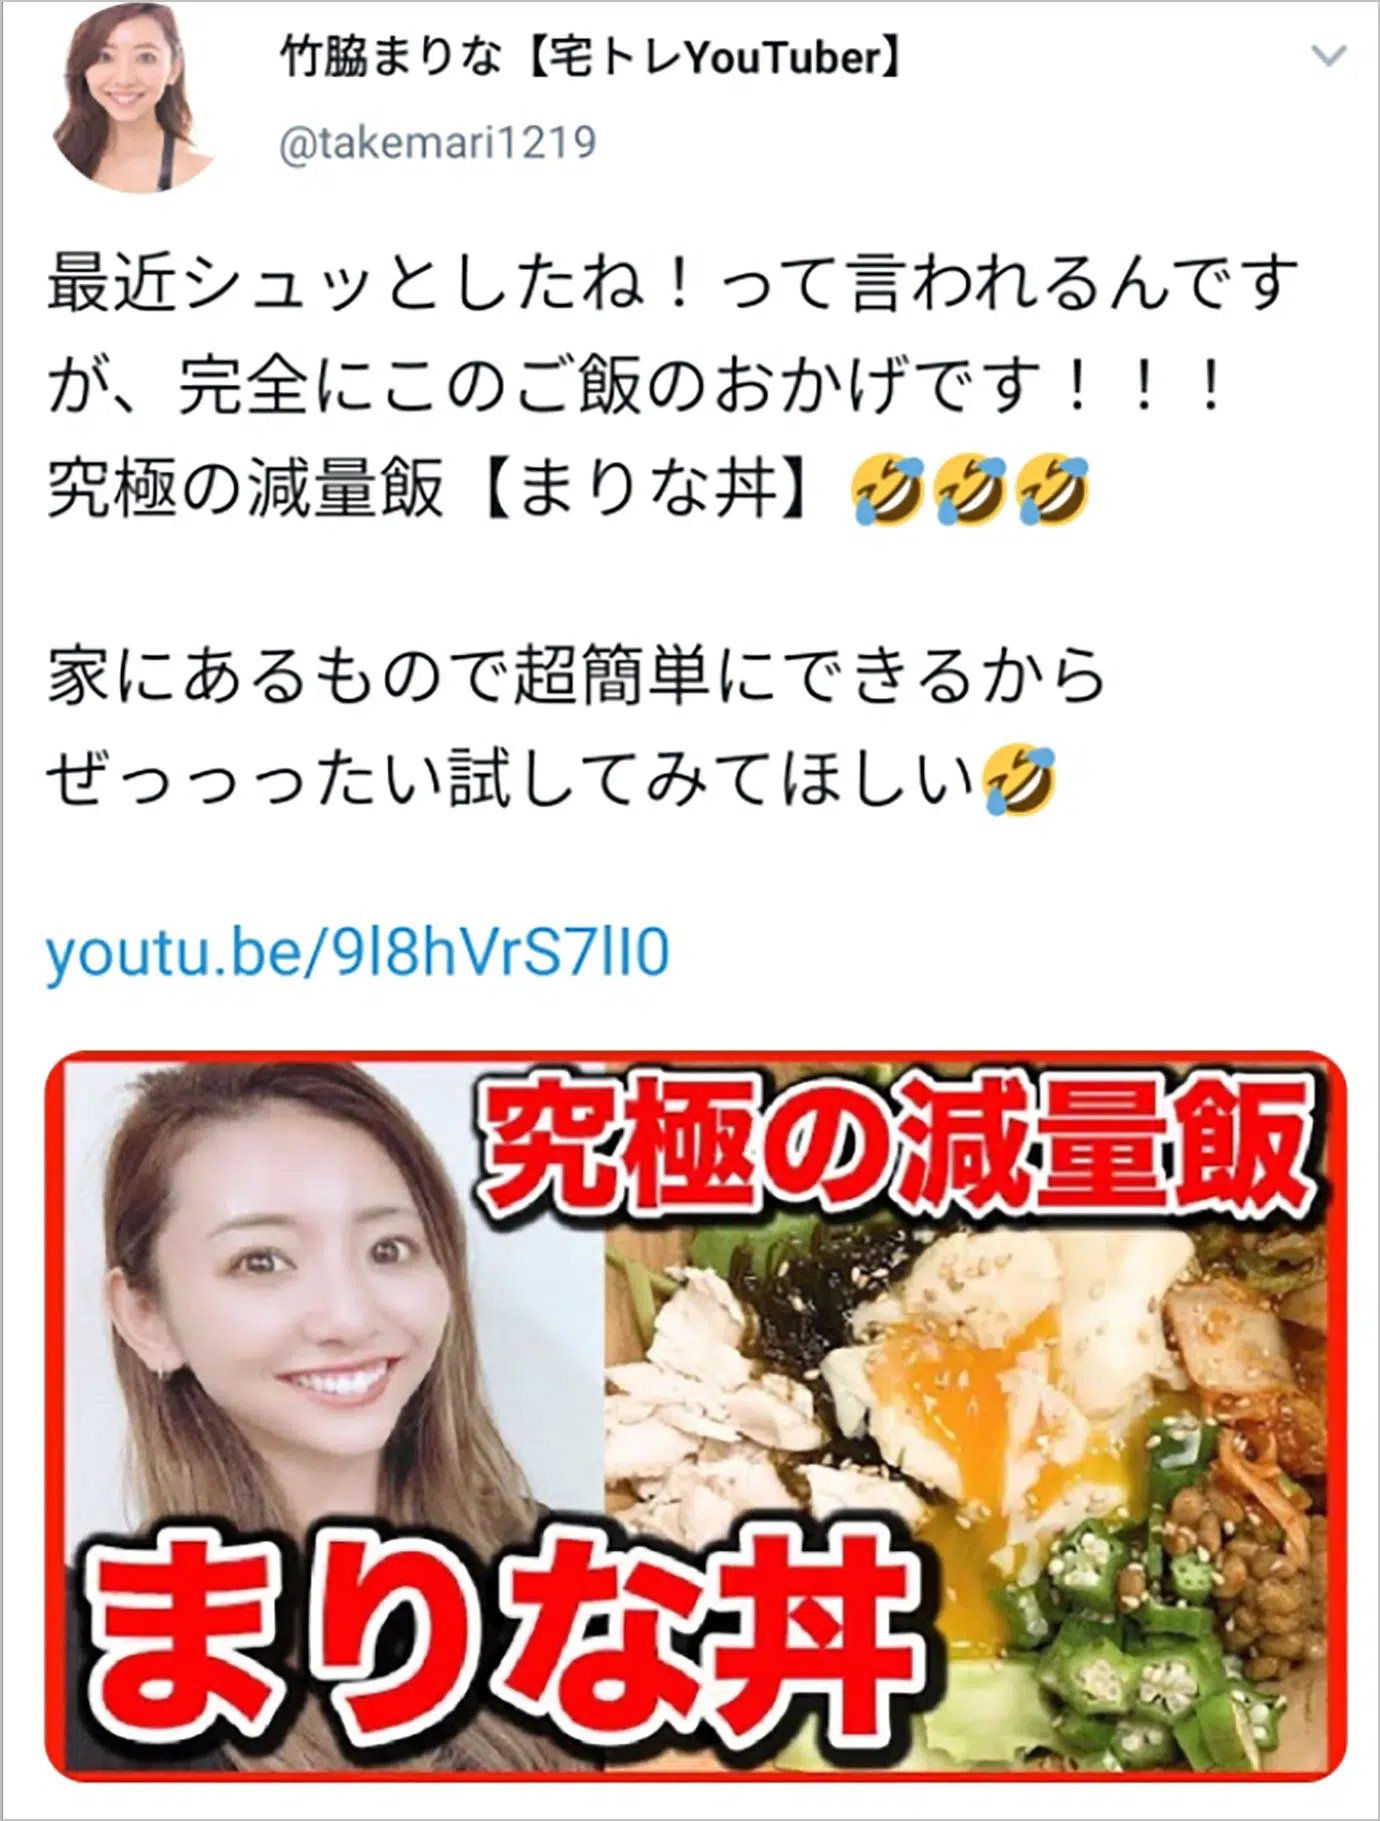 竹脇まりな【宅トレYouTuber】
@takemari1219
最近シュッとしたね！って言われるんです
が、完全にこのご飯のおかげです！！！
究極の減量飯【まりな丼】🤣🤣🤣
家にあるもので超簡単にできるから
ぜっっったい試してみてほしい🤣
youtu.be/9l8hVrS7lI0
究極の減量飯
まりな丼